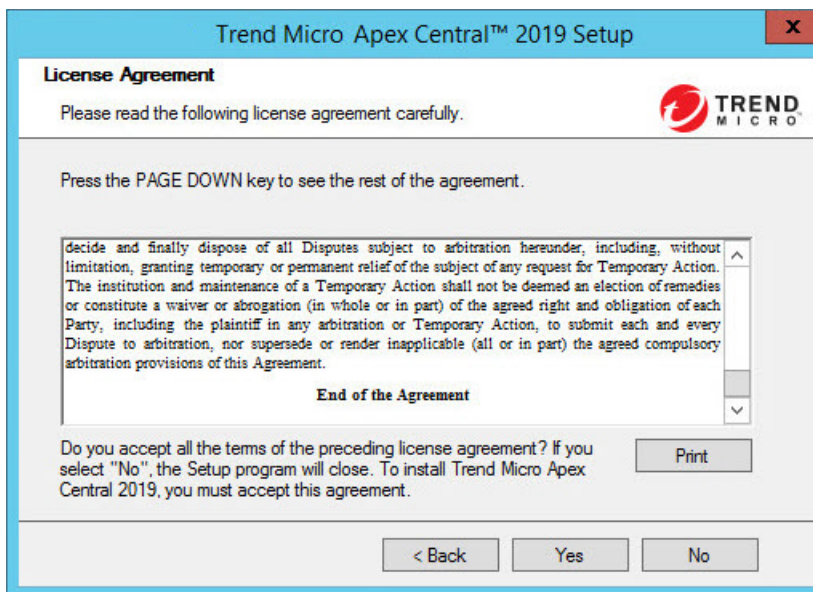 Trend Micro Apex Central™ 2019 Setup
x
License Agreement
Please read the following license agreement carefully.
TREND
MICRO™
Press the PAGE DOWN key to see the rest of the agreement.
decide and finally dispose of all Disputes subject to arbitration hereunder, including, without
limitation, granting temporary or permanent relief of the subject of any request for Temporary Action.
The institution and maintenance of a Temporary Action shall not be deemed an election of remedies
or constitute a waiver or abrogation (in whole or in part) of the agreed right and obligation of each
Party, including the plaintiff in any arbitration or Temporary Action, to submit each and every
Dispute to arbitration, nor supersede or render inapplicable (all or in part) the agreed compulsory
arbitration provisions of this Agreement.
End of the Agreement
Do you accept all the terms of the preceding license agreement? If you
select "No", the Setup program will close. To install Trend Micro Apex
Central 2019, you must accept this agreement.
Print
< Back
Yes
No